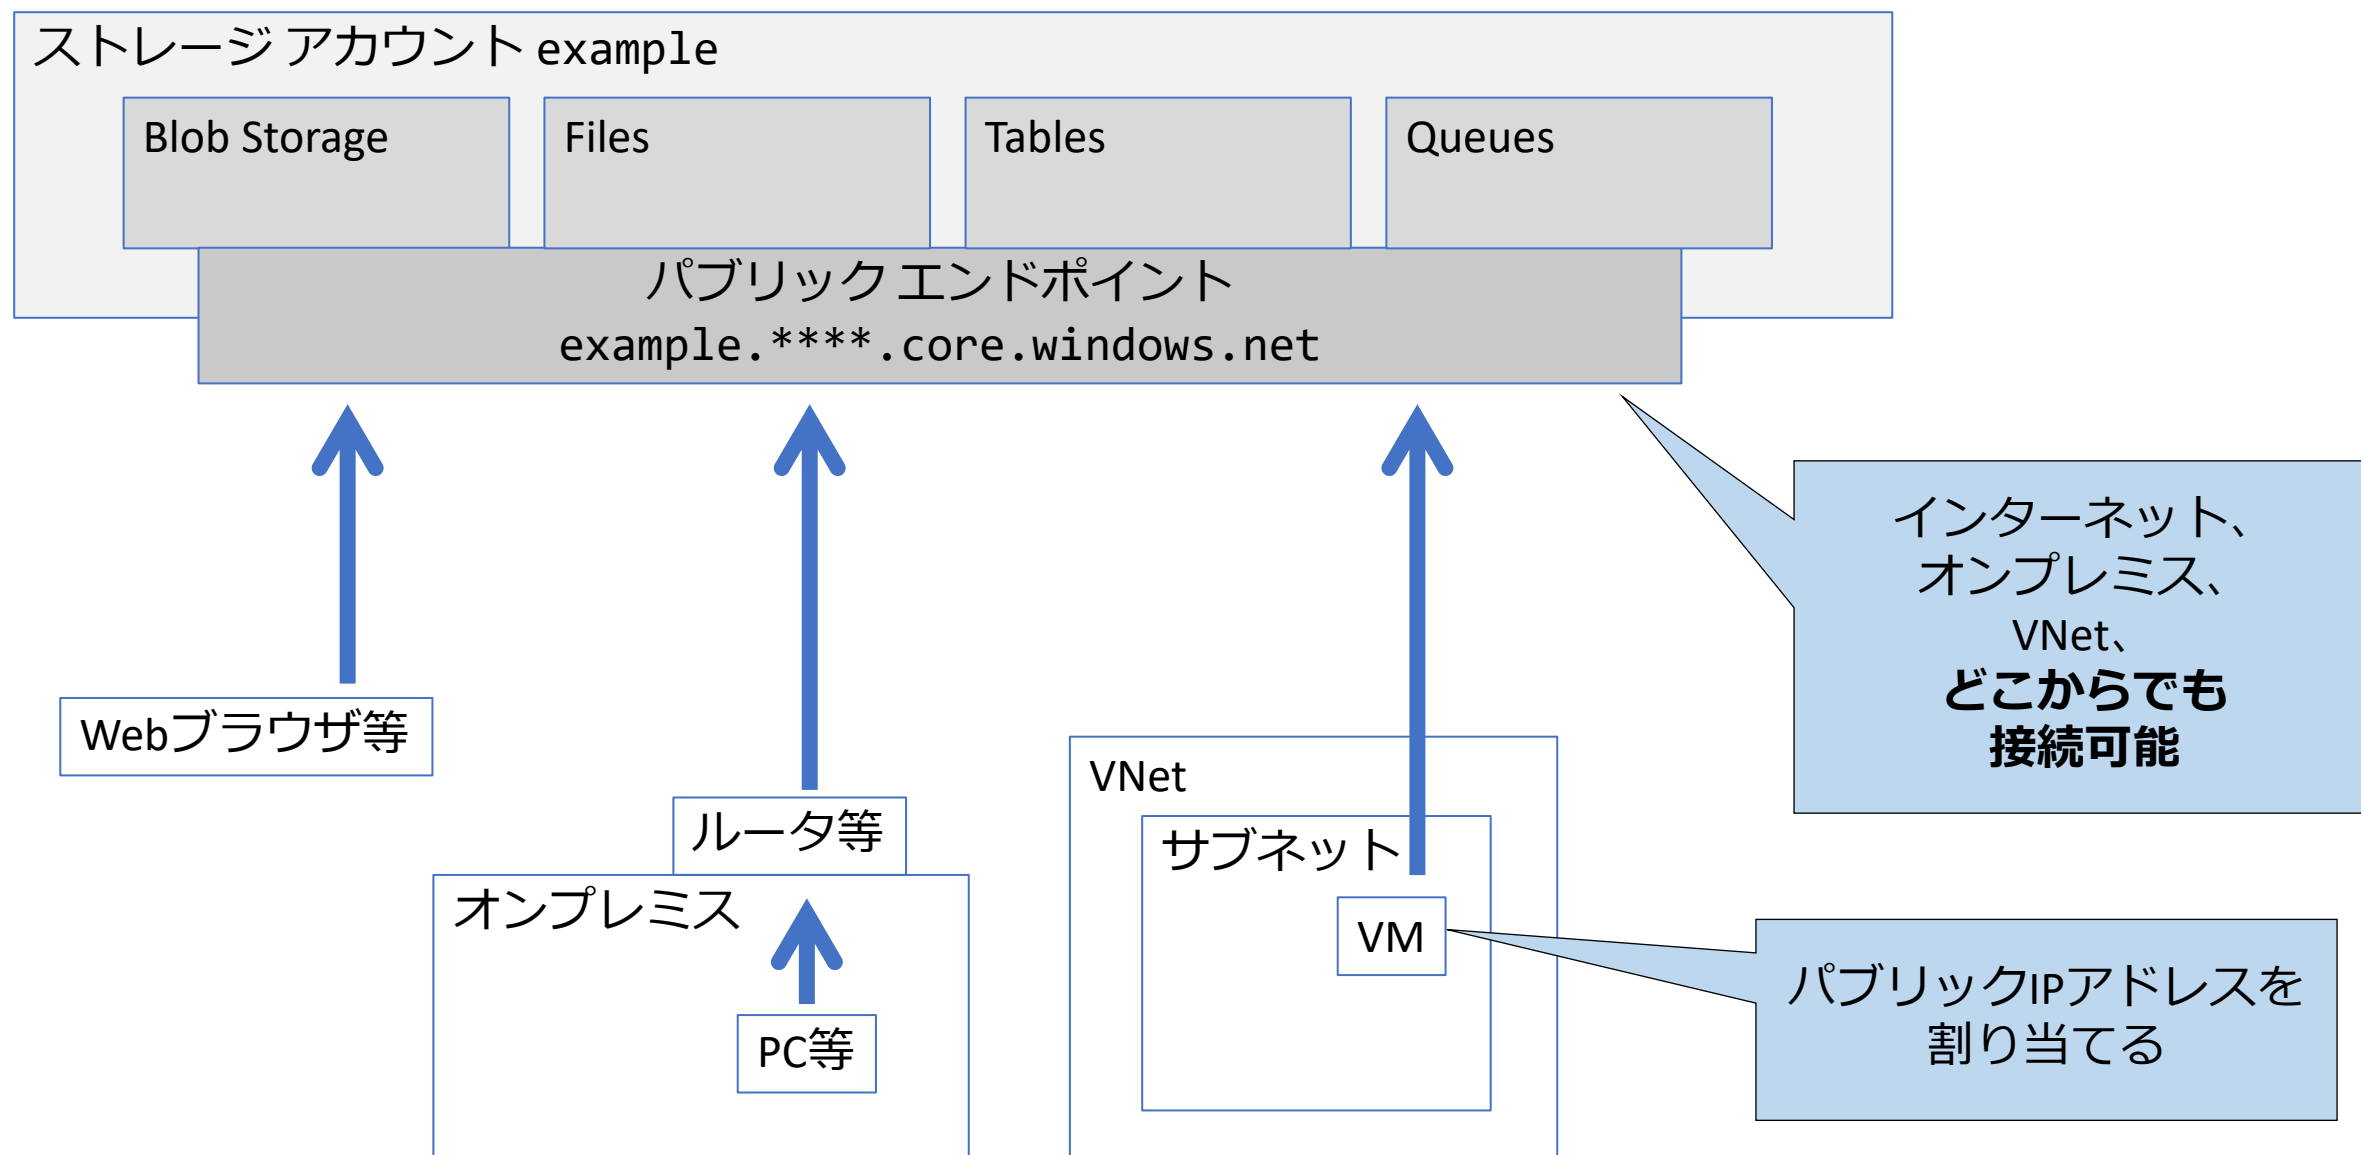 ストレージ アカウント example
Blob Storage
Files
Tables
Queues
パブリック エンドポイント
example.****.core.windows.net
インターネット、
オンプレミス、
VNet、
どこからでも
接続可能
Webブラウザ等
ルータ等
オンプレミス
PC等
VNet
サブネット
VM
パブリックIPアドレスを
割り当てる